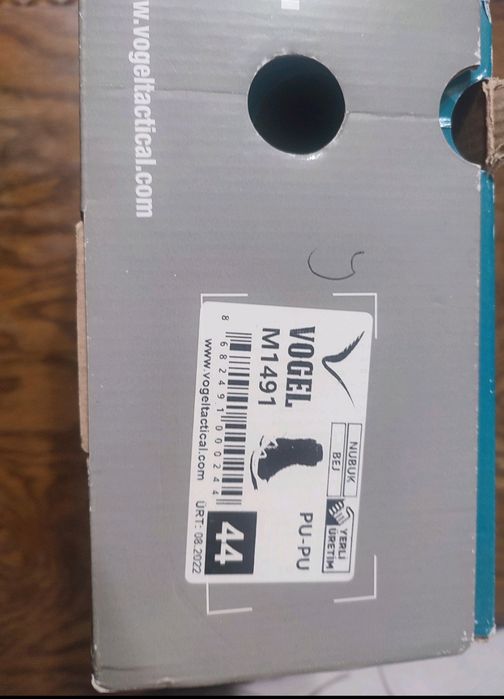 w.vogeltactical.com
VOGEL
M1491
8 682491 000244
www.vogeltactical.com
NUBUK
BEJ
YERLİ
ÜRETİM
PU-PU
44
ÜRT: 08.2022